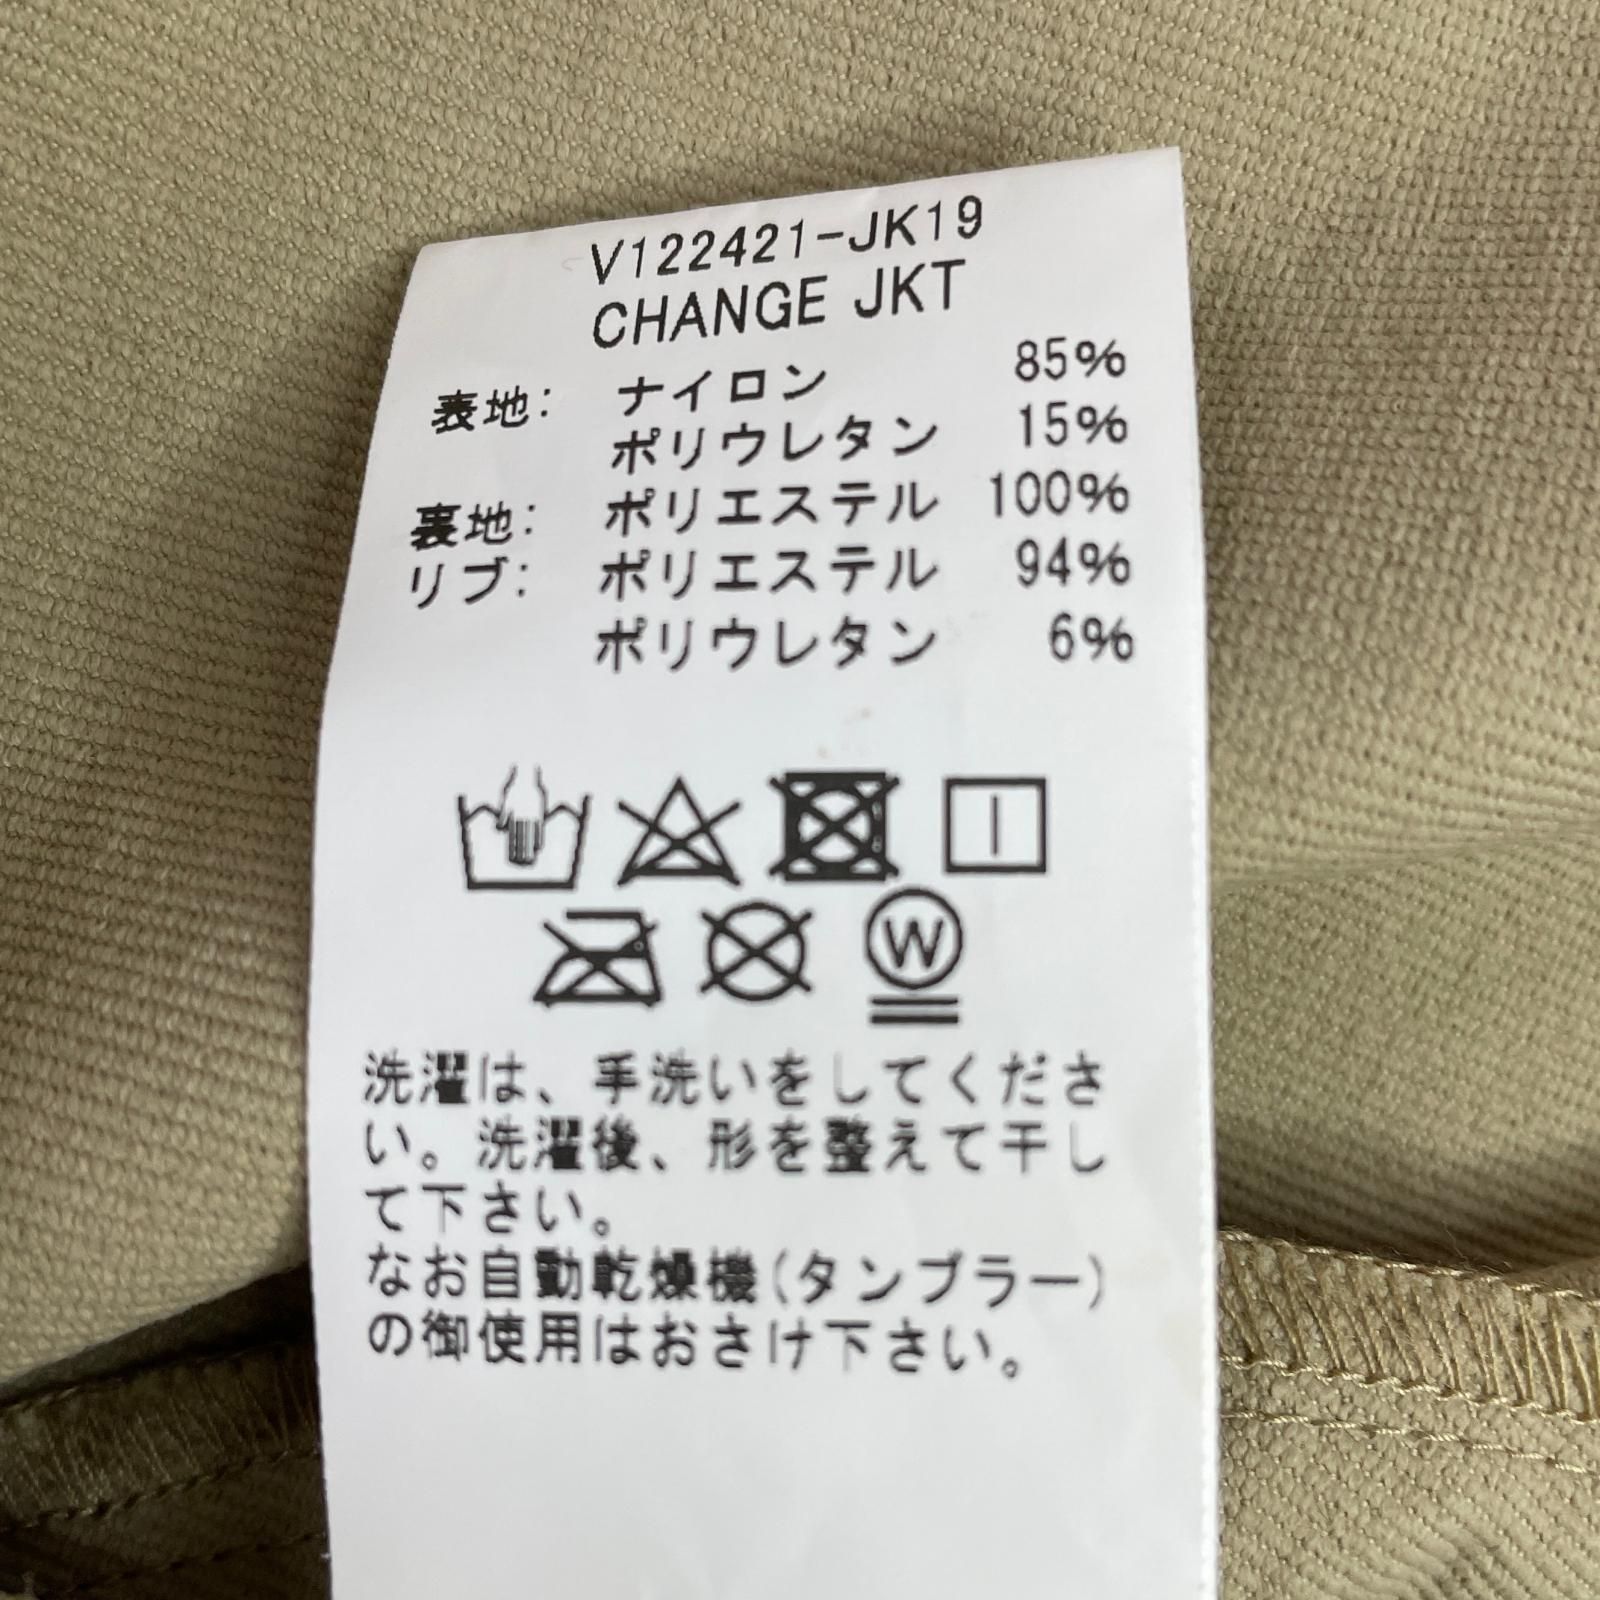 V122421-JK19
CHANGE JKT
表地: ナイロン 85%
ポリウレタン 15%
裏地: ポリエステル 100%
リブ: ポリエステル 94%
ポリウレタン 6%
W
洗濯は、手洗いをしてくださ
い。洗濯後、形を整えて干し
て下さい。
なお自動乾燥機(タンブラー)
の御使用はおさけ下さい。